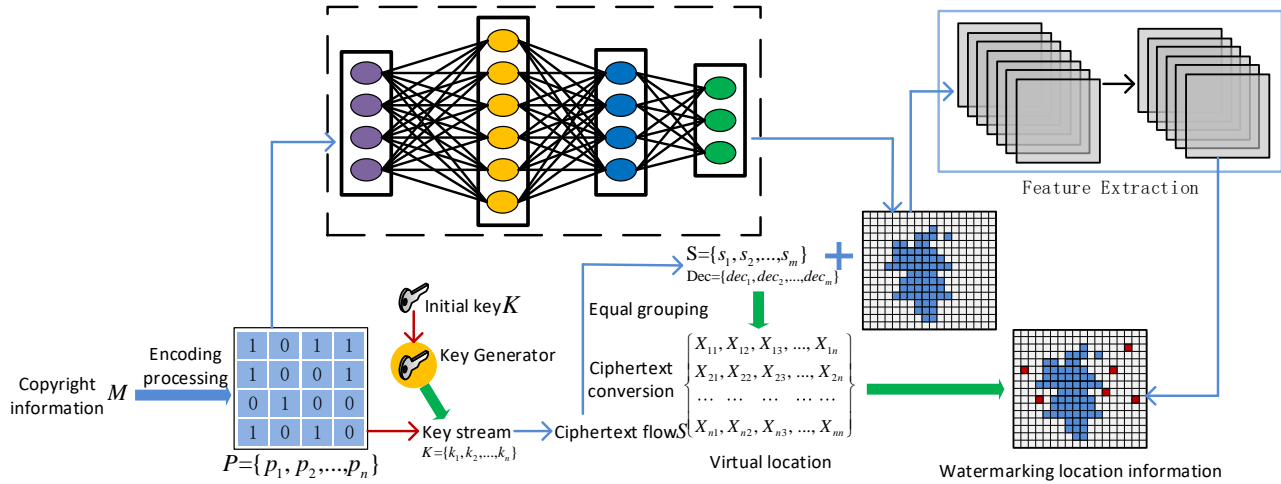 Feature Extraction
S={s₁, s₂,...,sₘ}
Dec={dec₁, dec₂,...,decₘ}
+
Initial key K
Equal grouping
Encoding
processing
1 0 1 1
1 0 0 1
0 1 0 0
1 0 1 0
Key Generator
Ciphertext
conversion
X₁₁, X₁₂, X₁₃, ..., X₁ₙ
X₂₁, X₂₂, X₂₃, ..., X₂ₙ
... ... ... ... ...
Xₙ₁, Xₙ₂, Xₙ₃, ..., Xₙₙ
Copyright
information M
Key stream
K={k₁, k₂,...,kₙ}
Ciphertext flowS
P={p₁, p₂,...,pₙ}
Virtual location
Watermarking location information